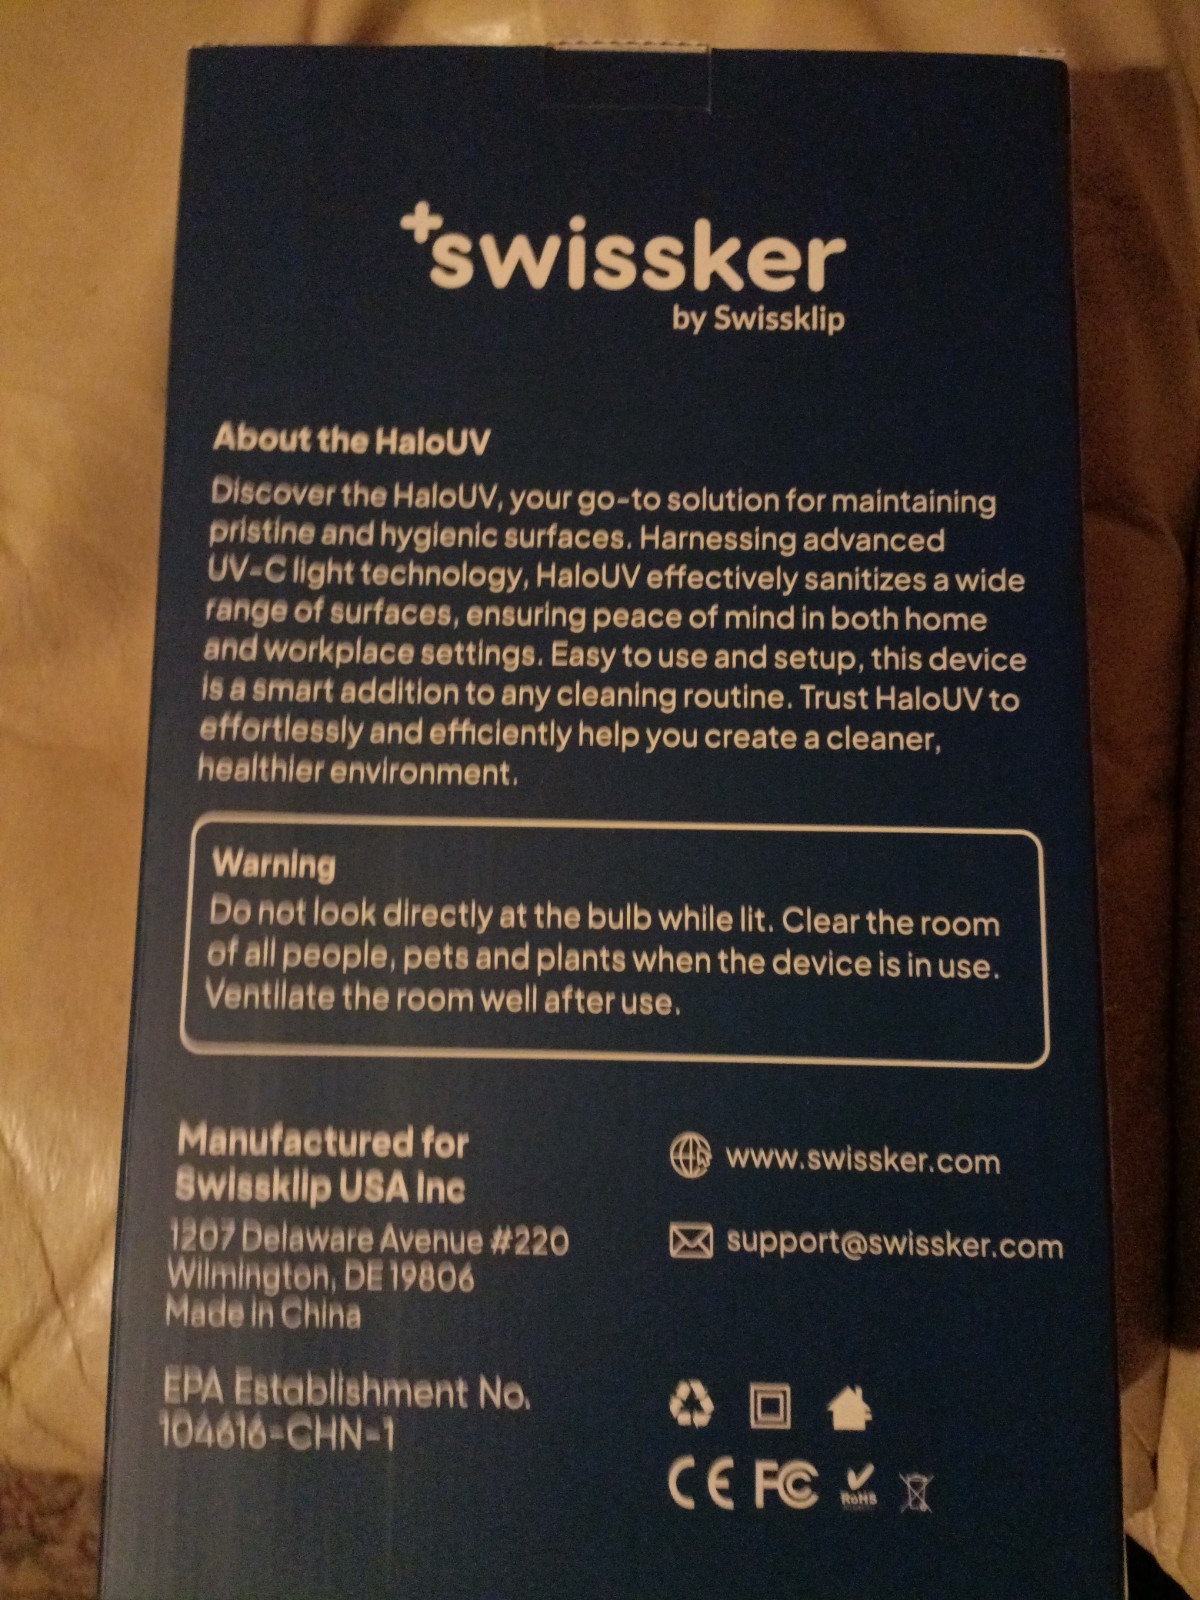 +swissker
by Swissklip
About the HaloUV
Discover the HaloUV, your go-to solution for maintaining
pristine and hygienic surfaces. Harnessing advanced
UV-C light technology, HaloUV effectively sanitizes a wide
range of surfaces, ensuring peace of mind in both home
and workplace settings. Easy to use and setup, this device
is a smart addition to any cleaning routine. Trust HaloUV to
effortlessly and efficiently help you create a cleaner,
healthier environment.
Warning
Do not look directly at the bulb while lit. Clear the room
of all people, pets and plants when the device is in use.
Ventilate the room well after use.
Manufactured for
Swissklip USA Inc
1207 Delaware Avenue #220
Wilmington, DE 19806
Made in China
EPA Establishment No.
104616-CHN-1
www.swissker.com
support@swissker.com
CE FC RoHS